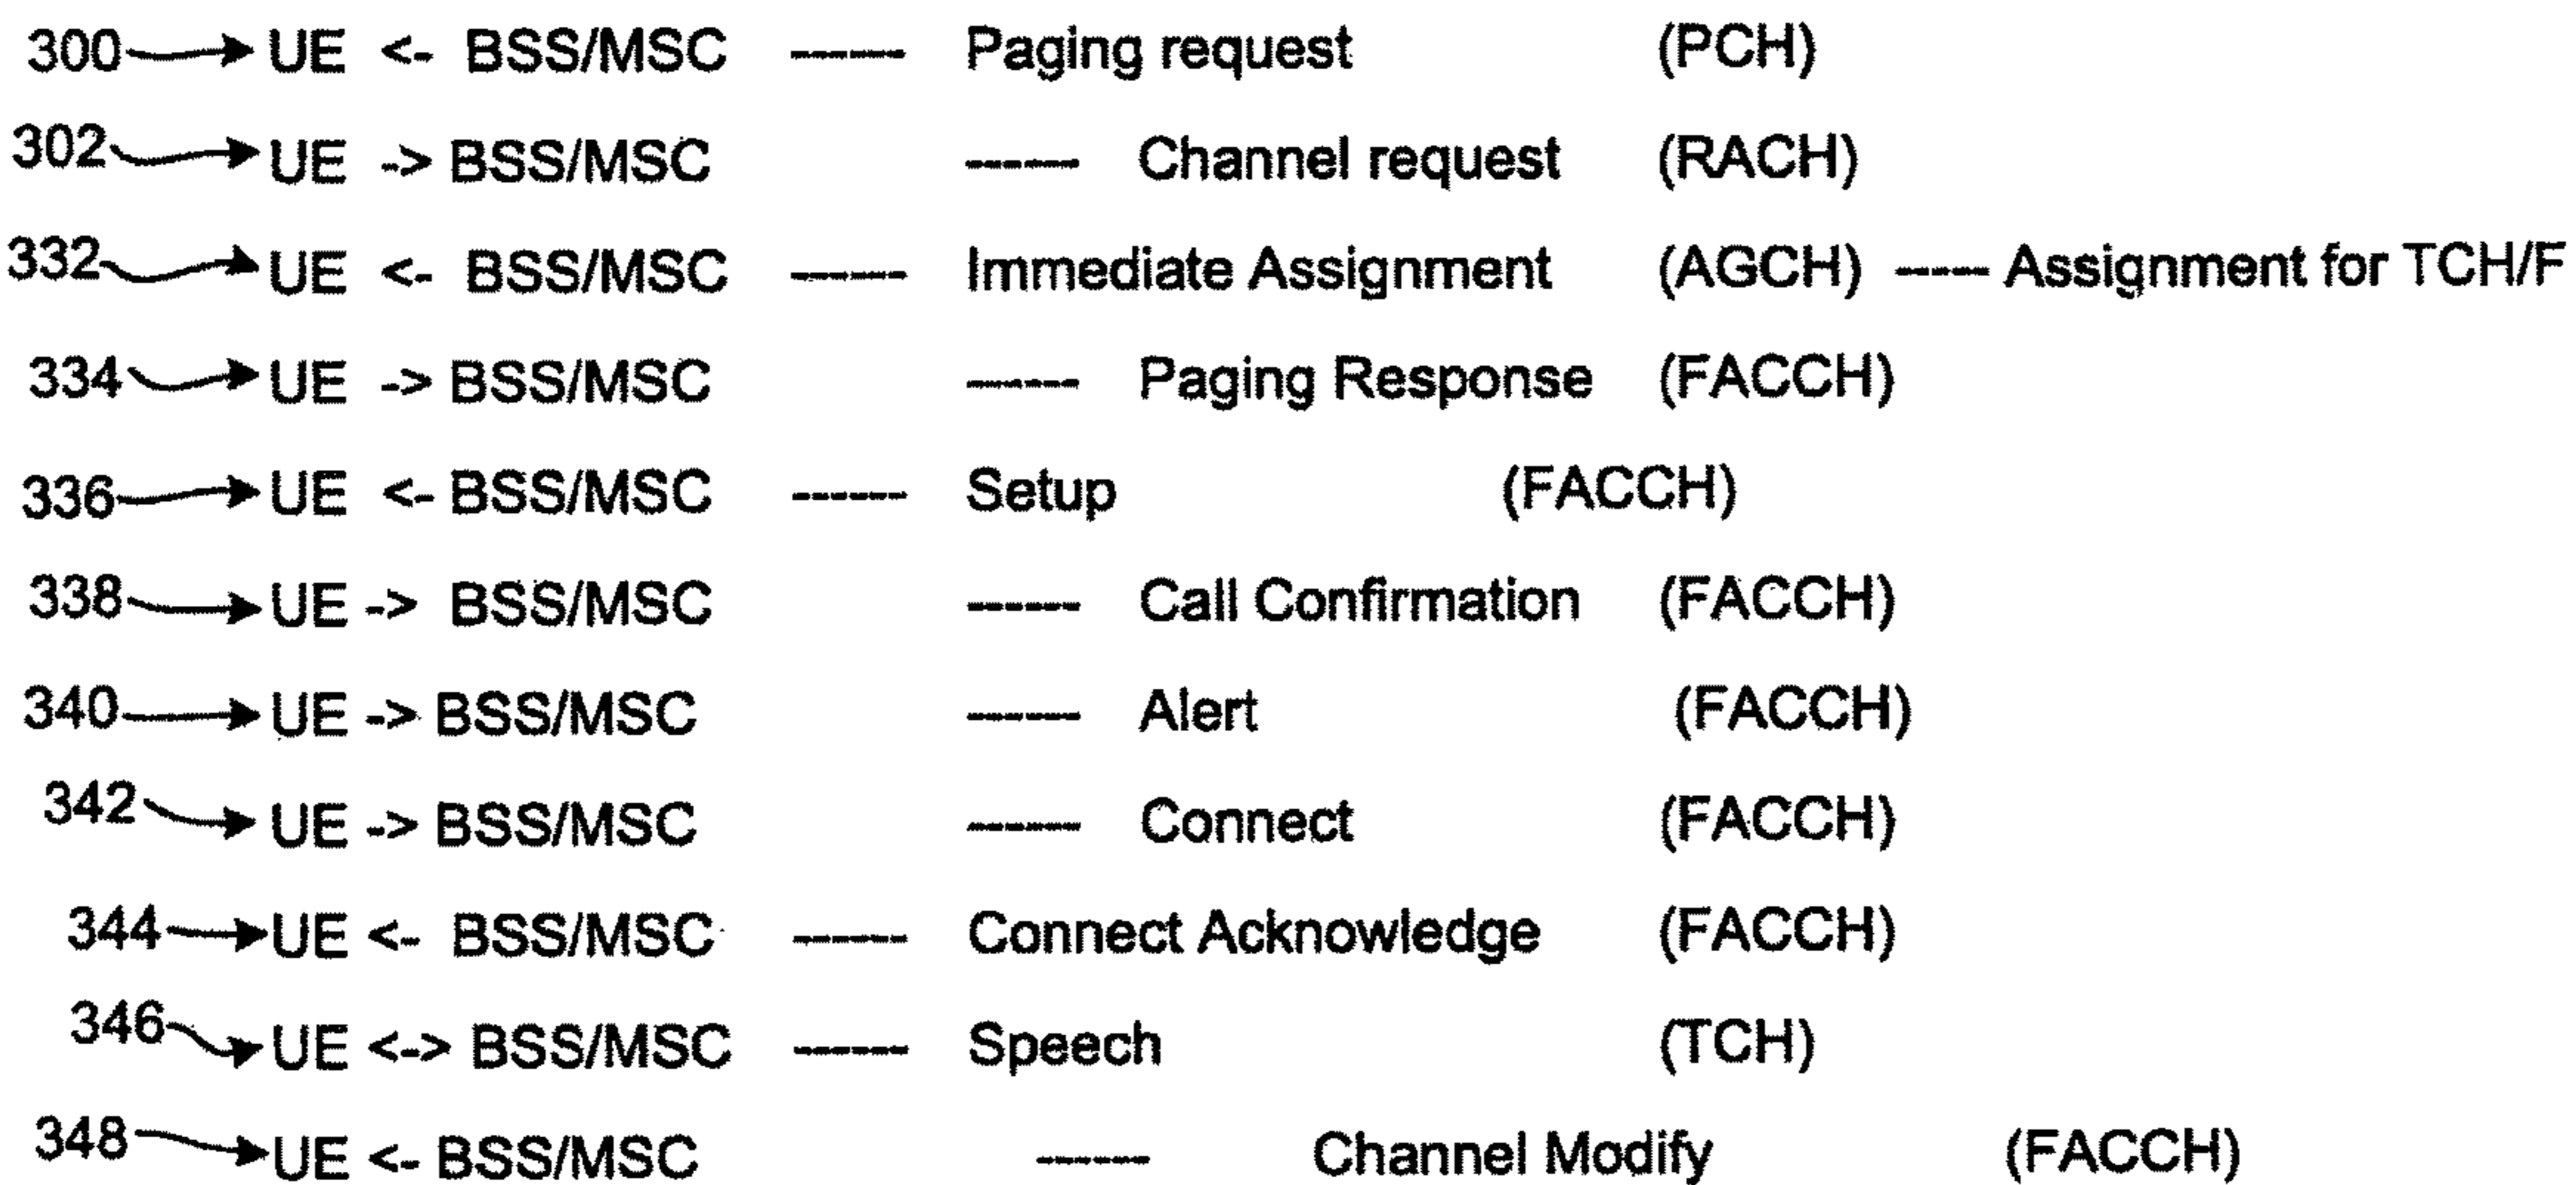 300 UE <- BSS/MSC ----- Paging request (PCH)
302 UE -> BSS/MSC ----- Channel request (RACH)
332 UE <- BSS/MSC ----- Immediate Assignment (AGCH) ---- Assignment for TCH/F
334 UE -> BSS/MSC ----- Paging Response (FACCH)
336 UE <- BSS/MSC ----- Setup (FACCH)
338 UE -> BSS/MSC ----- Call Confirmation (FACCH)
340 UE -> BSS/MSC ----- Alert (FACCH)
342 UE -> BSS/MSC ----- Connect (FACCH)
344 UE <- BSS/MSC ----- Connect Acknowledge (FACCH)
346 UE <-> BSS/MSC ----- Speech (TCH)
348 UE <- BSS/MSC ----- Channel Modify (FACCH)